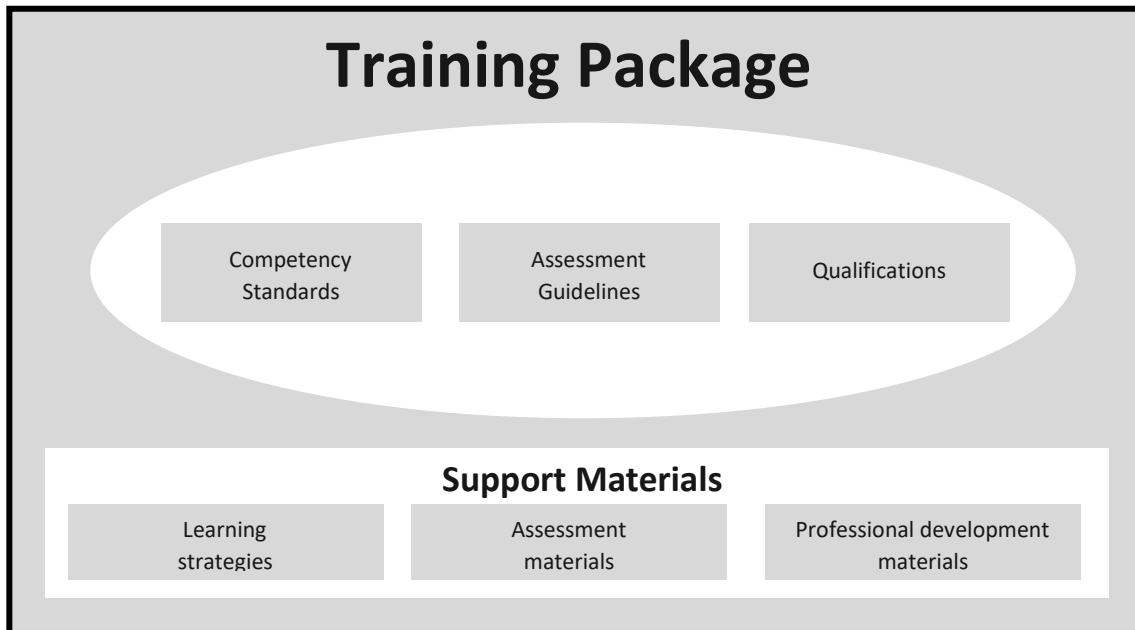 Training Package
Competency
Standards
Assessment
Guidelines
Qualifications
Support Materials
Learning
strategies
Assessment
materials
Professional development
materials